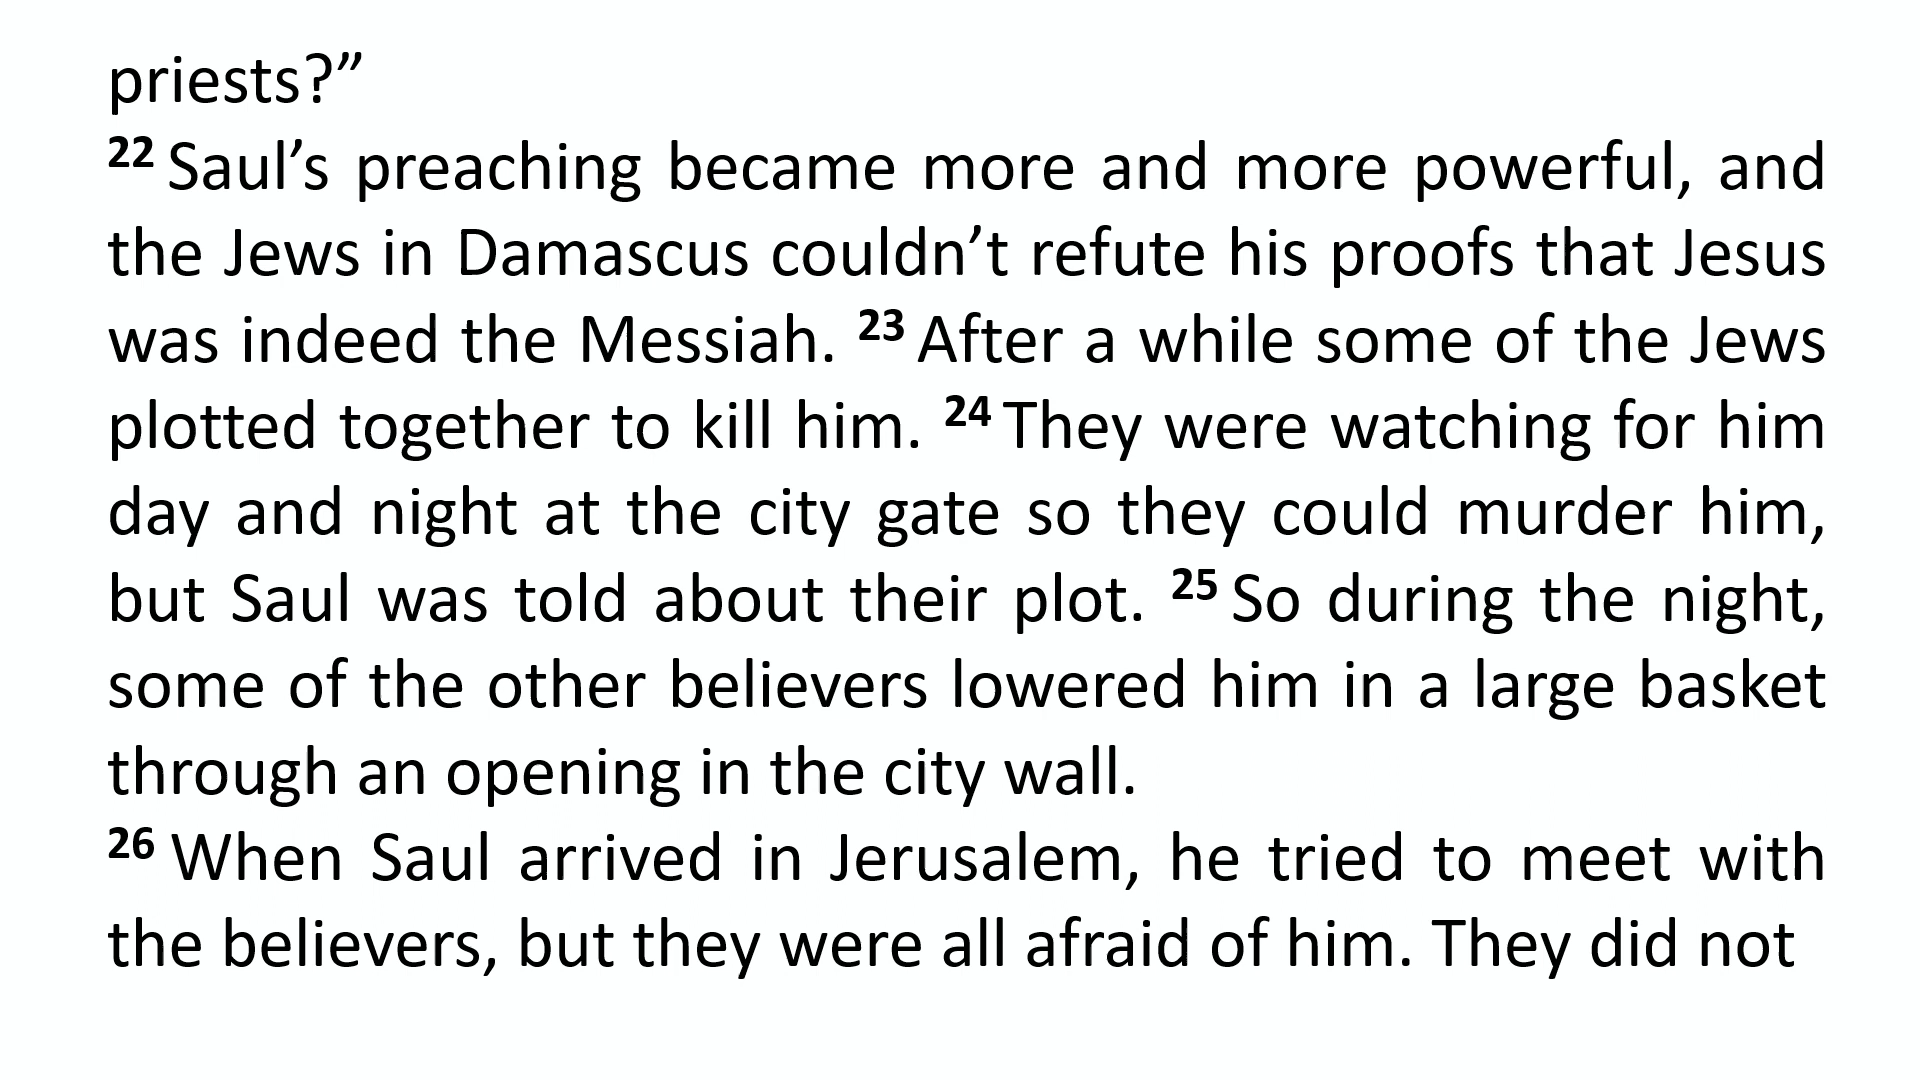 priests?”
22 Saul’s preaching became more and more powerful, and
the Jews in Damascus couldn’t refute his proofs that Jesus
was indeed the Messiah. 23 After a while some of the Jews
plotted together to kill him. 24 They were watching for him
day and night at the city gate so they could murder him,
but Saul was told about their plot. 25 So during the night,
some of the other believers lowered him in a large basket
through an opening in the city wall.
26 When Saul arrived in Jerusalem, he tried to meet with
the believers, but they were all afraid of him. They did not